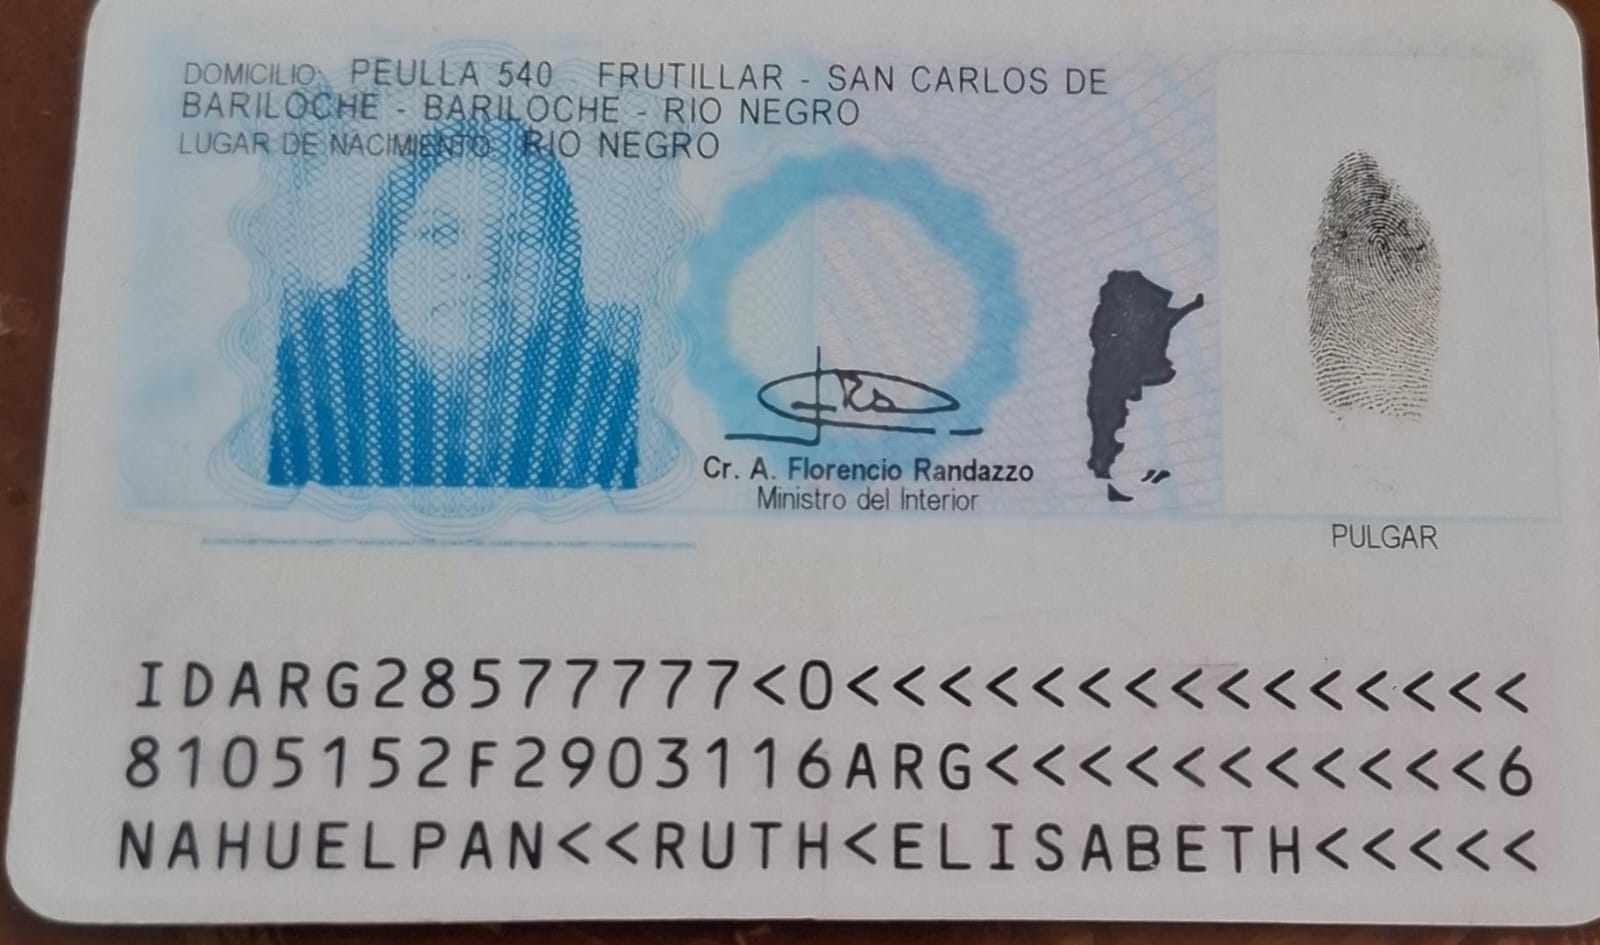 DOMICILIO: PEULLA 540 FRUTILLAR - SAN CARLOS DE
BARILOCHE - BARILOCHE - RIO NEGRO
LUGAR DE NACIMIENTO: RIO NEGRO
Cr. A. Florencio Randazzo
Ministro del Interior
PULGAR
IDARG28577777<0<<<<<<<<<<<<<<<
8105152F2903116ARG<<<<<<<<<<<6
NAHUELPAN<<RUTH<ELISABETH<<<<<